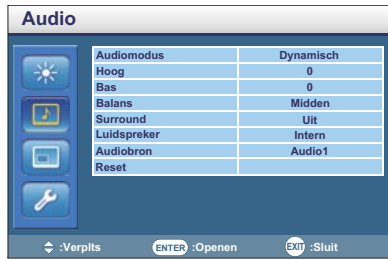 Audio
Audiomodus Dynamisch
Hoog 0
Bas 0
Balans Midden
Surround Uit
Luidspreker Intern
Audiobron Audio1
Reset
:Verplts ENTER :Openen EXIT :Sluit